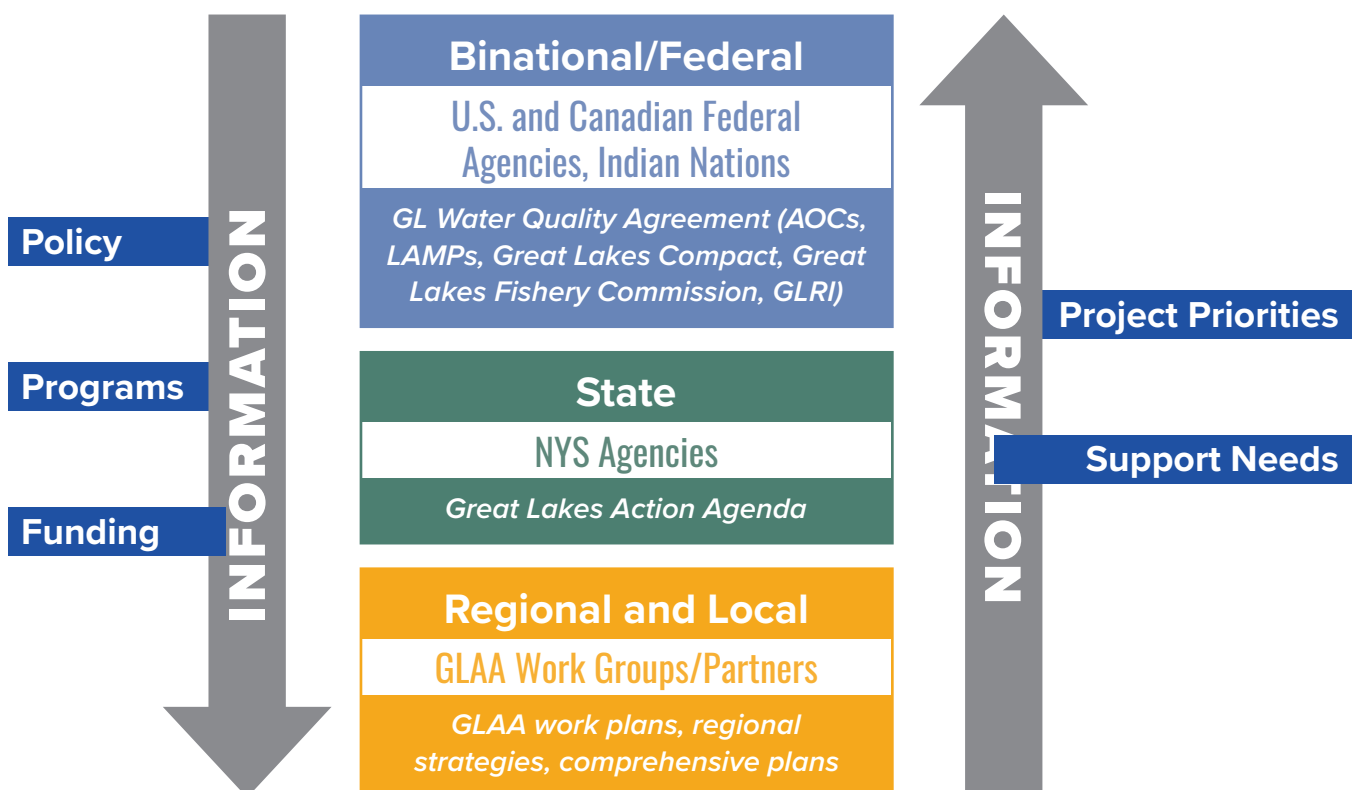 Policy
Programs
Funding
INFORMATION
Binational/Federal
U.S. and Canadian Federal
Agencies, Indian Nations
GL Water Quality Agreement (AOCs,
LAMPs, Great Lakes Compact, Great
Lakes Fishery Commission, GLRI)
State
NYS Agencies
Great Lakes Action Agenda
Regional and Local
GLAA Work Groups/Partners
GLAA work plans, regional
strategies, comprehensive plans
INFORMATION
Project Priorities
Support Needs